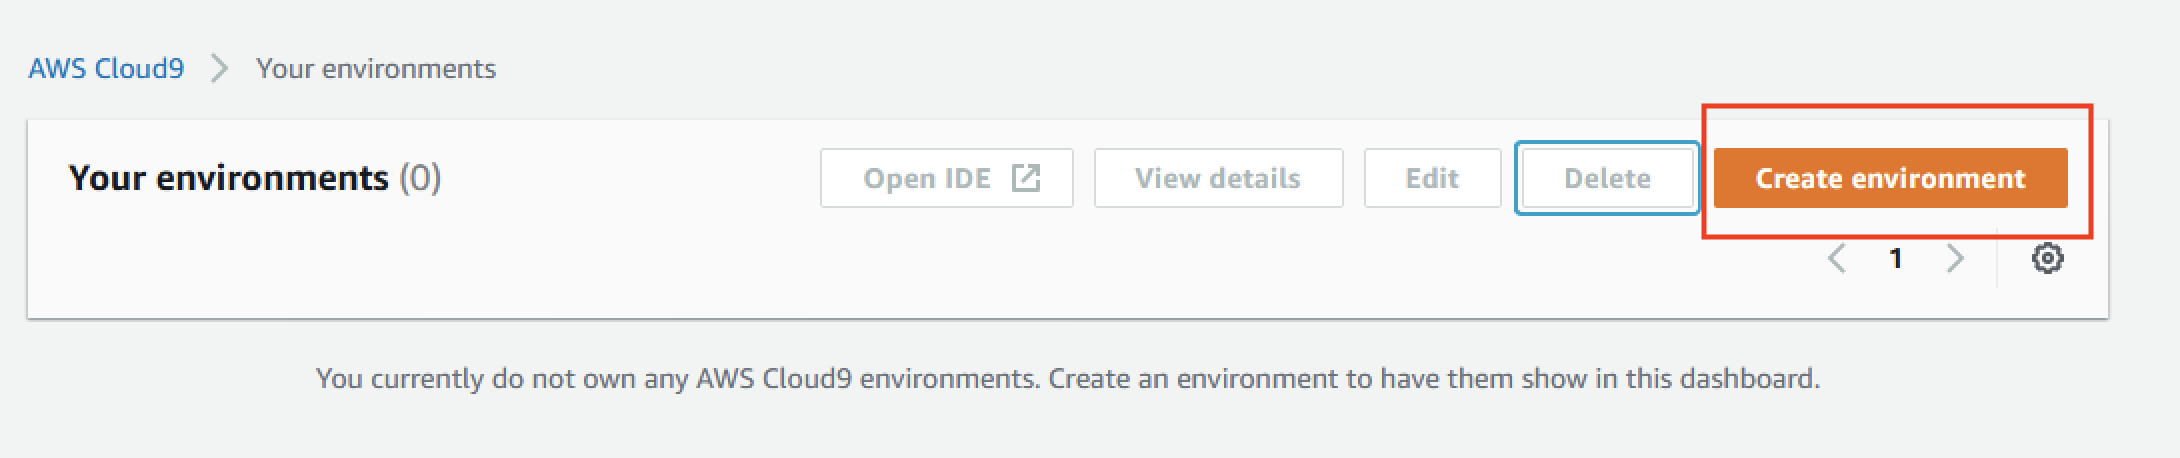 AWS Cloud9 > Your environments
Your environments (0) Open IDE View details Edit Delete Create environment
< 1 >
You currently do not own any AWS Cloud9 environments. Create an environment to have them show in this dashboard.